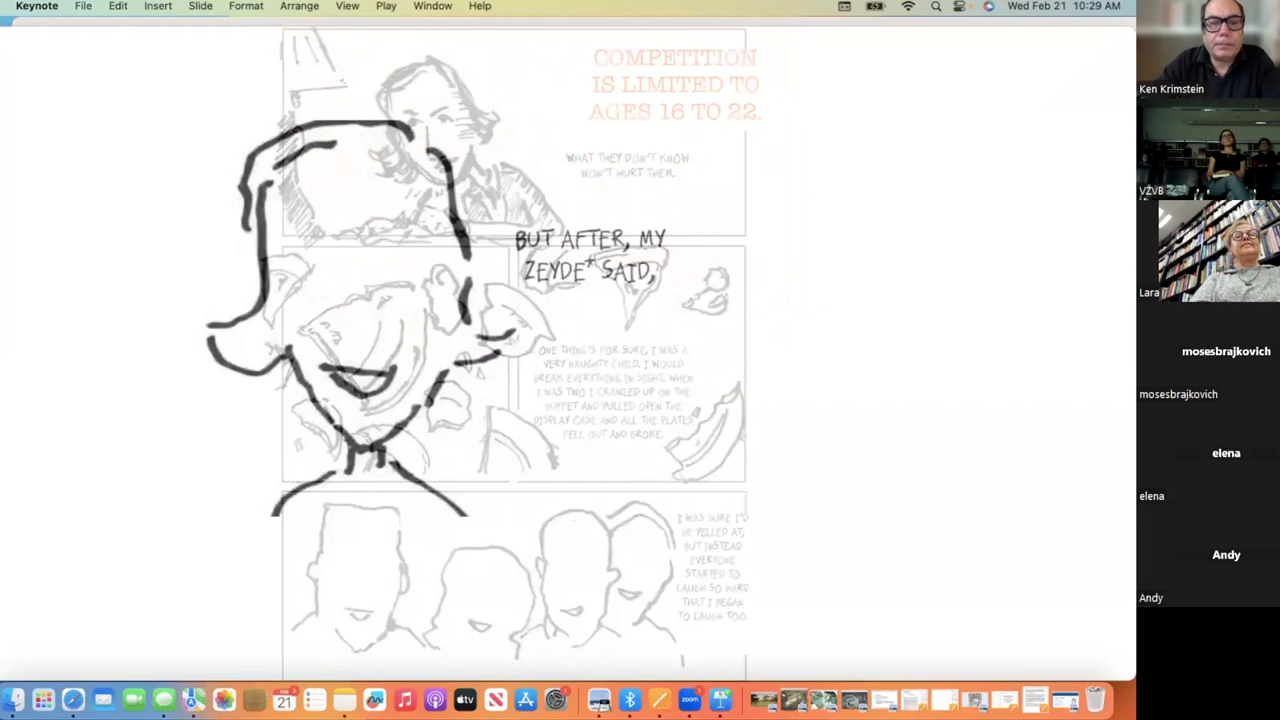 Keynote File Edit Insert Slide Format Arrange View Play Window Help
Wed Feb 21 10:29 AM
COMPETITION
IS LIMITED TO
AGES 16 TO 22.
WHAT THEY DON'T KNOW
WON'T HURT THEM.
BUT AFTER, MY
ZEYDE* SAID,
ONE THING'S FOR SURE, I WAS A
VERY NAUGHTY CHILD. I WOULD
BREAK EVERYTHING IN SIGHT. WHEN
I WAS TWO I CRAWLED UP ON THE
BUFFET AND PULLED OPEN THE
DISPLAY CASE AND ALL THE PLATES
FELL OUT AND BROKE.
I WAS SURE I'D
BE YELLED AT,
BUT INSTEAD
EVERYONE
STARTED TO
LAUGH SO HARD
THAT I BEGAN
TO LAUGH TOO.
Ken Krimstein
VŽVB
Lara
mosesbrajkovich
mosesbrajkovich
elena
elena
Andy
Andy
FEB
21
tv
zoom